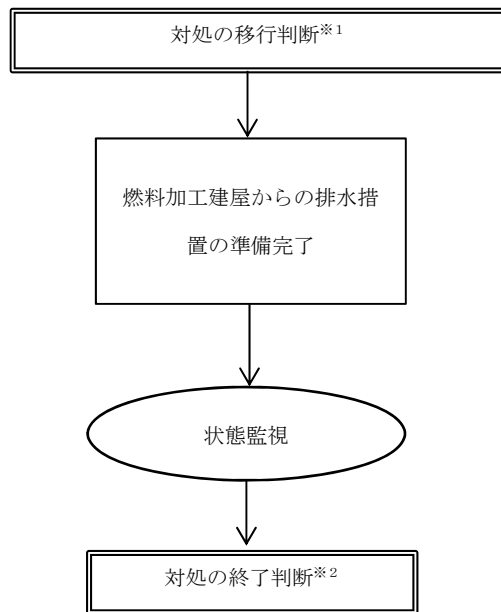 対処の移行判断※1
燃料加工建屋からの排水措
置の準備完了
状態監視
対処の終了判断※2